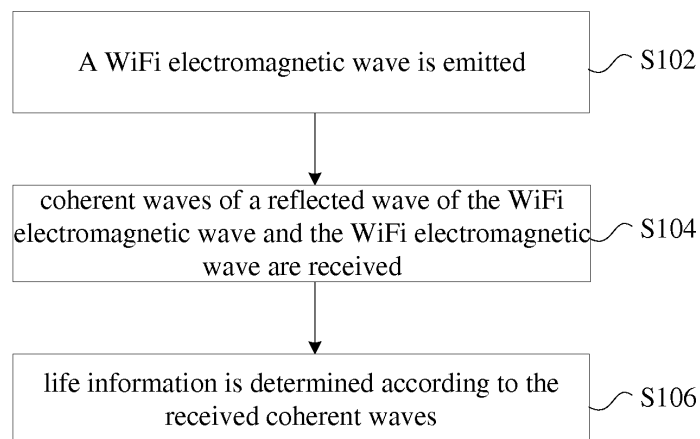 A WiFi electromagnetic wave is emitted
S102
coherent waves of a reflected wave of the WiFi
electromagnetic wave and the WiFi electromagnetic
wave are received
S104
life information is determined according to the
received coherent waves
S106